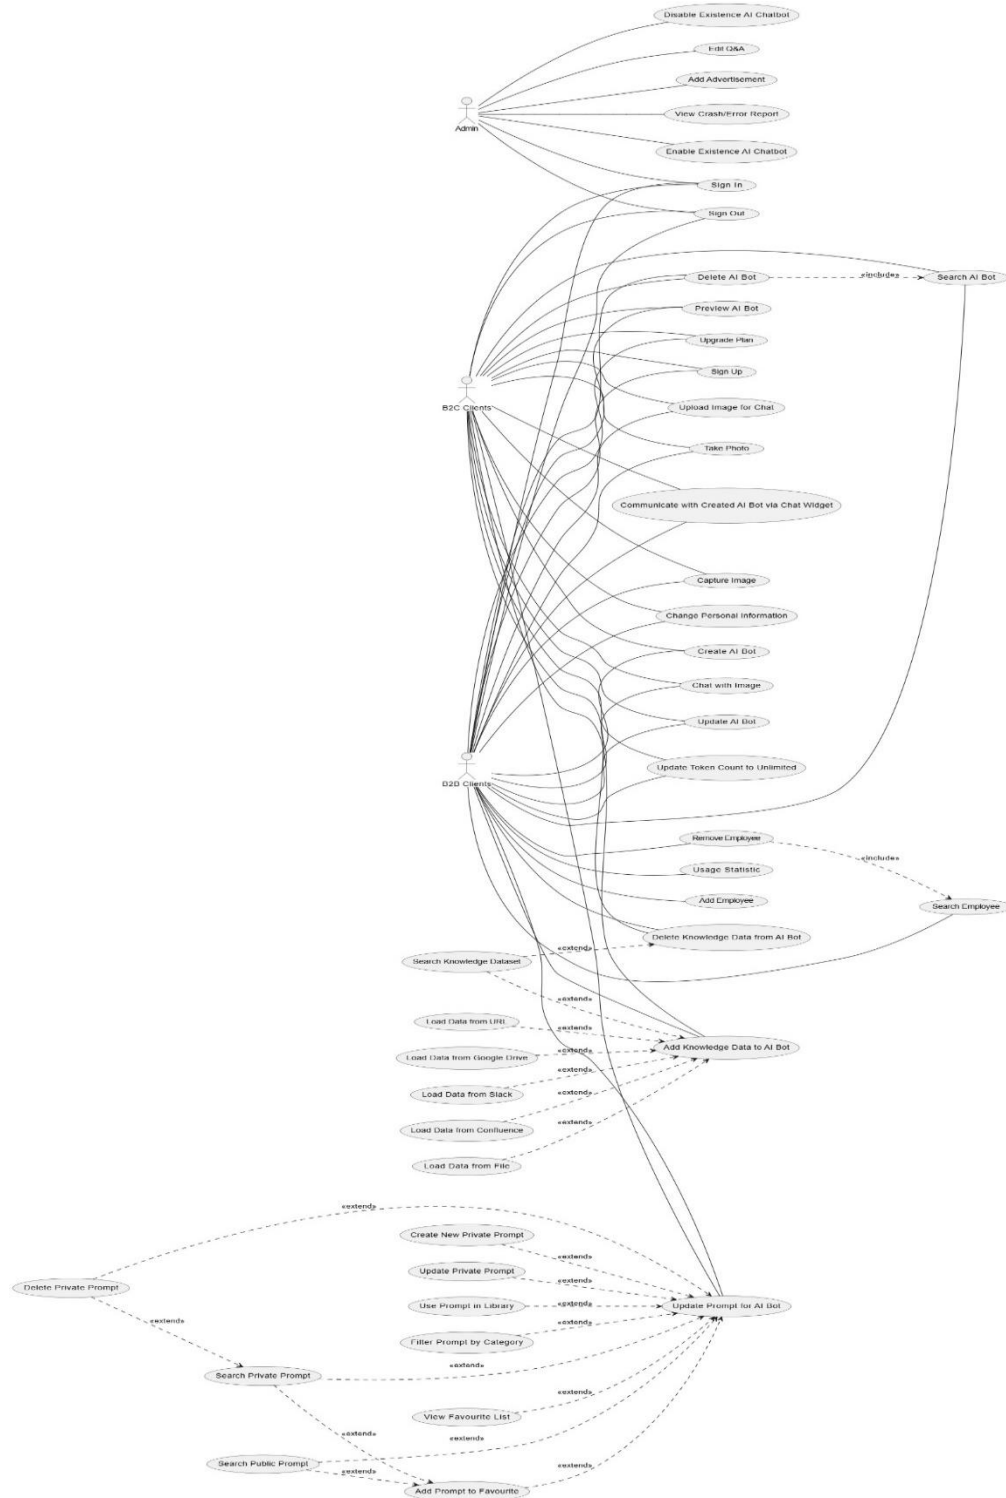 Disable Existence AI Chatbot
Edit Q&A
Add Advertisement
Admin
View Crash/Error Report
Enable Existence AI Chatbot
Sign In
Sign Out
Delete AI Bot
«include»
Search AI Bot
Preview AI Bot
Upgrade Plan
Sign Up
B2C Clients
Upload Image for Chat
Take Photo
Communicate with Created AI Bot via Chat Widget
Capture Image
Change Personal Information
Create AI Bot
Chat with Image
Update AI Bot
Update Token Count to Unlimited
B2B Clients
Remove Employee
«include»
Usage Statistic
Add Employee
Search Employee
Delete Knowledge Data from AI Bot
«extend»
Search Knowledge Dataset
«extend»
Load Data from URL
«extend»
Add Knowledge Data to AI Bot
«extend»
Load Data from Google Drive
«extend»
Load Data from Slack
«extend»
Load Data from Confluence
«extend»
Load Data from File
«extend»
Create New Private Prompt
«extend»
Update Private Prompt
«extend»
Delete Private Prompt
Use Prompt in Library
«extend»
Update Prompt for AI Bot
«extend»
Filter Prompt by Category
«extend»
«extend»
Search Private Prompt
View Favourite List
«extend»
«extend»
«extend»
Search Public Prompt
«extend»
«extend»
Add Prompt to Favourite